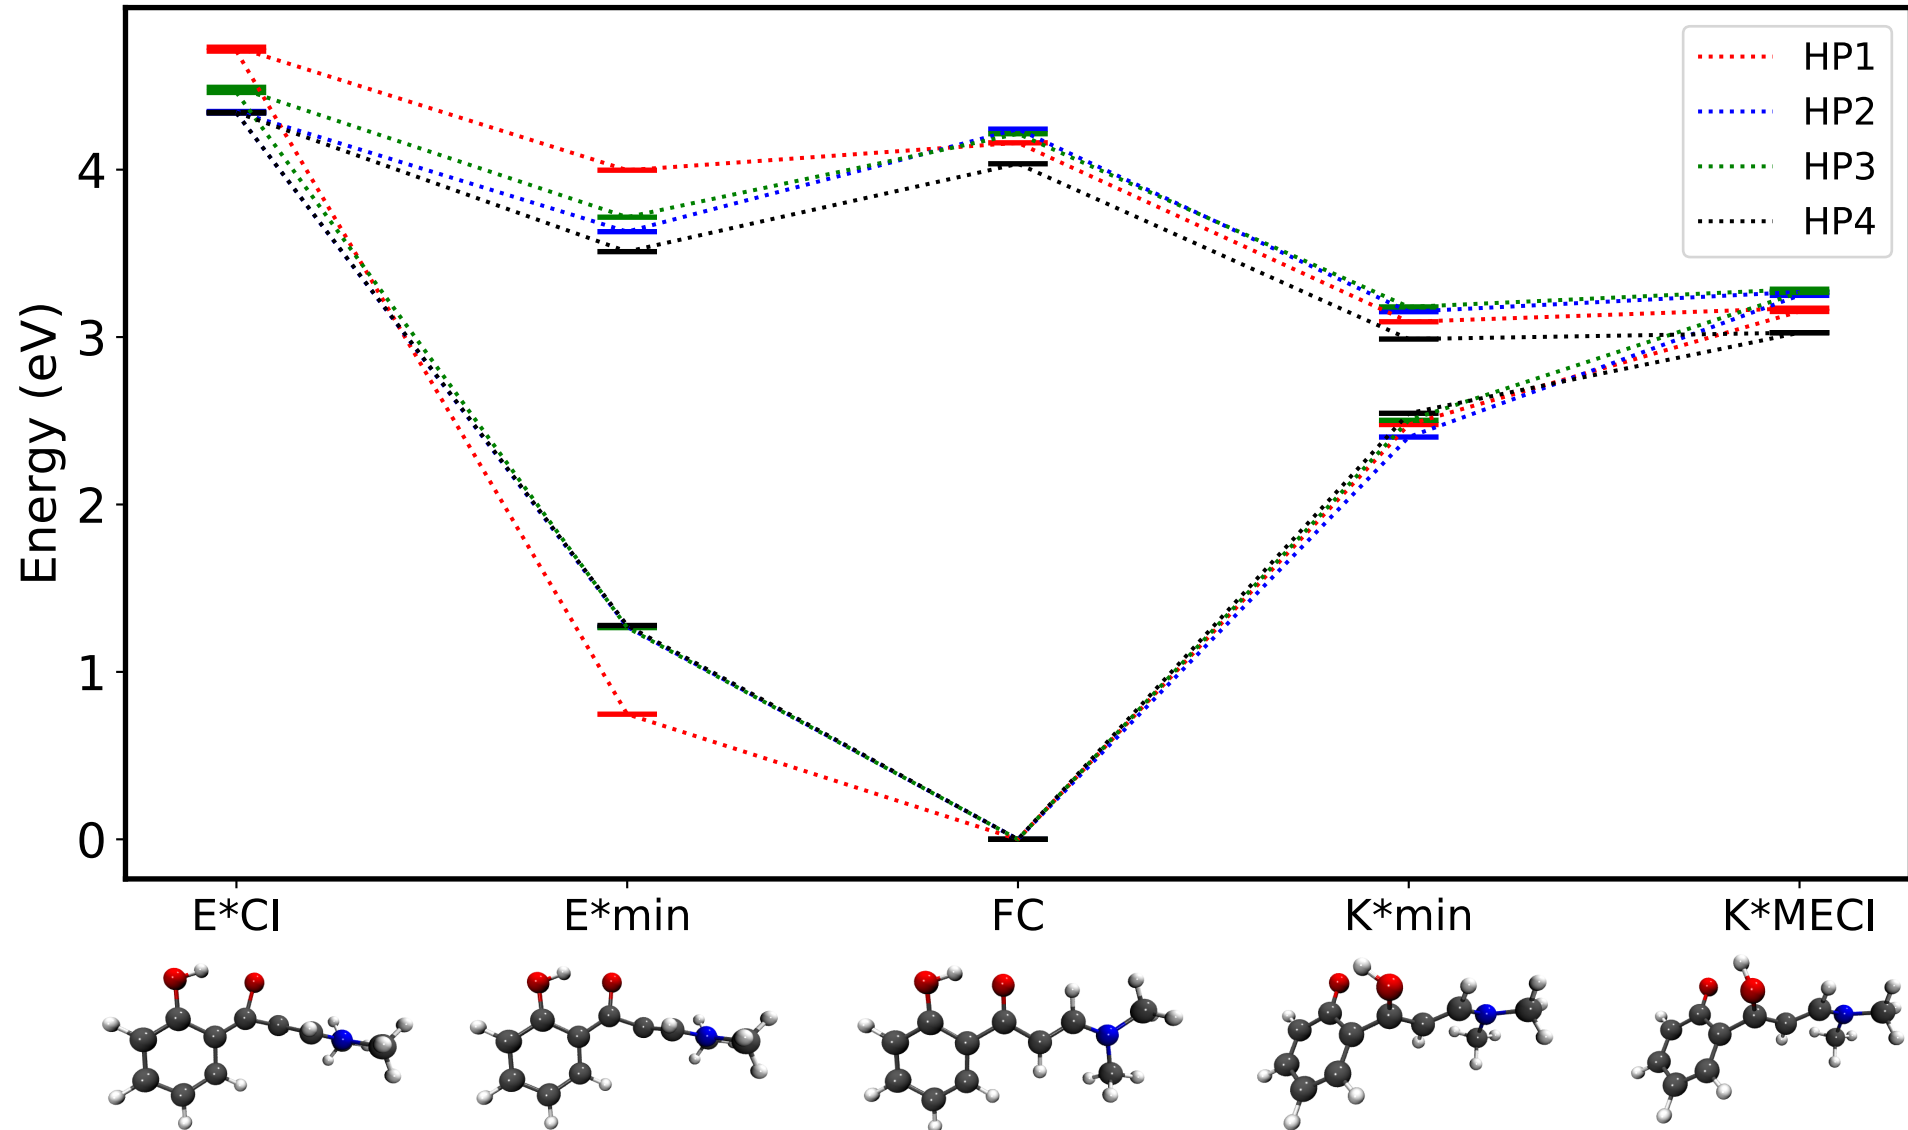 HP1
HP2
HP3
HP4
Energy (eV)
4
3
2
1
0
E*CI
E*min
FC
K*min
K*MECI